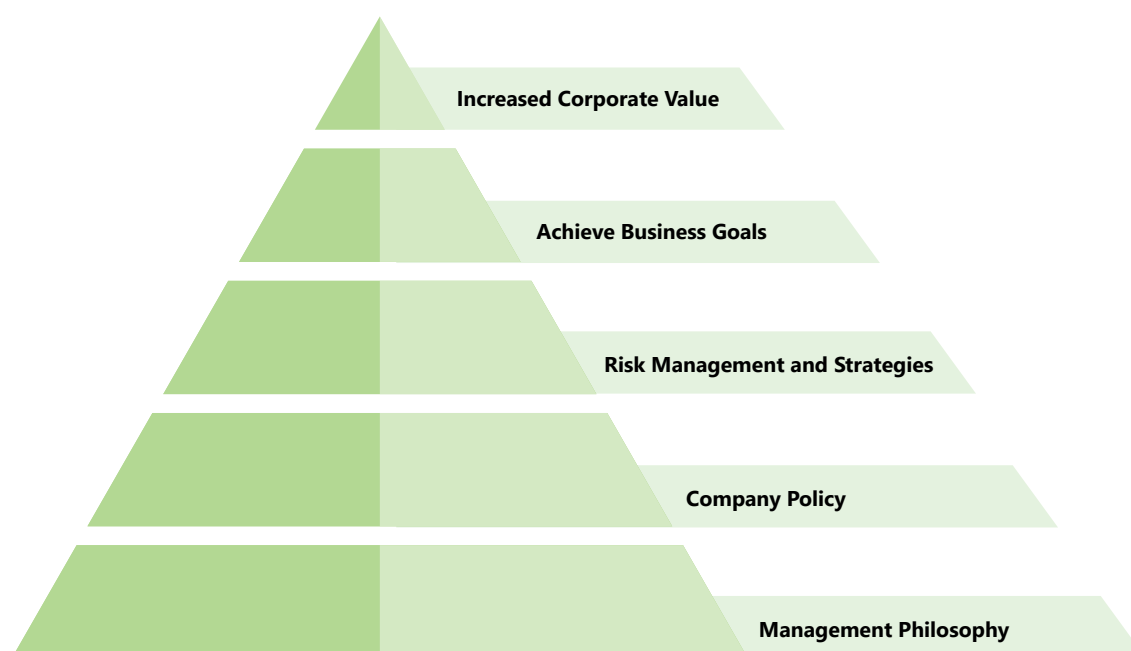 Increased Corporate Value
Achieve Business Goals
Risk Management and Strategies
Company Policy
Management Philosophy